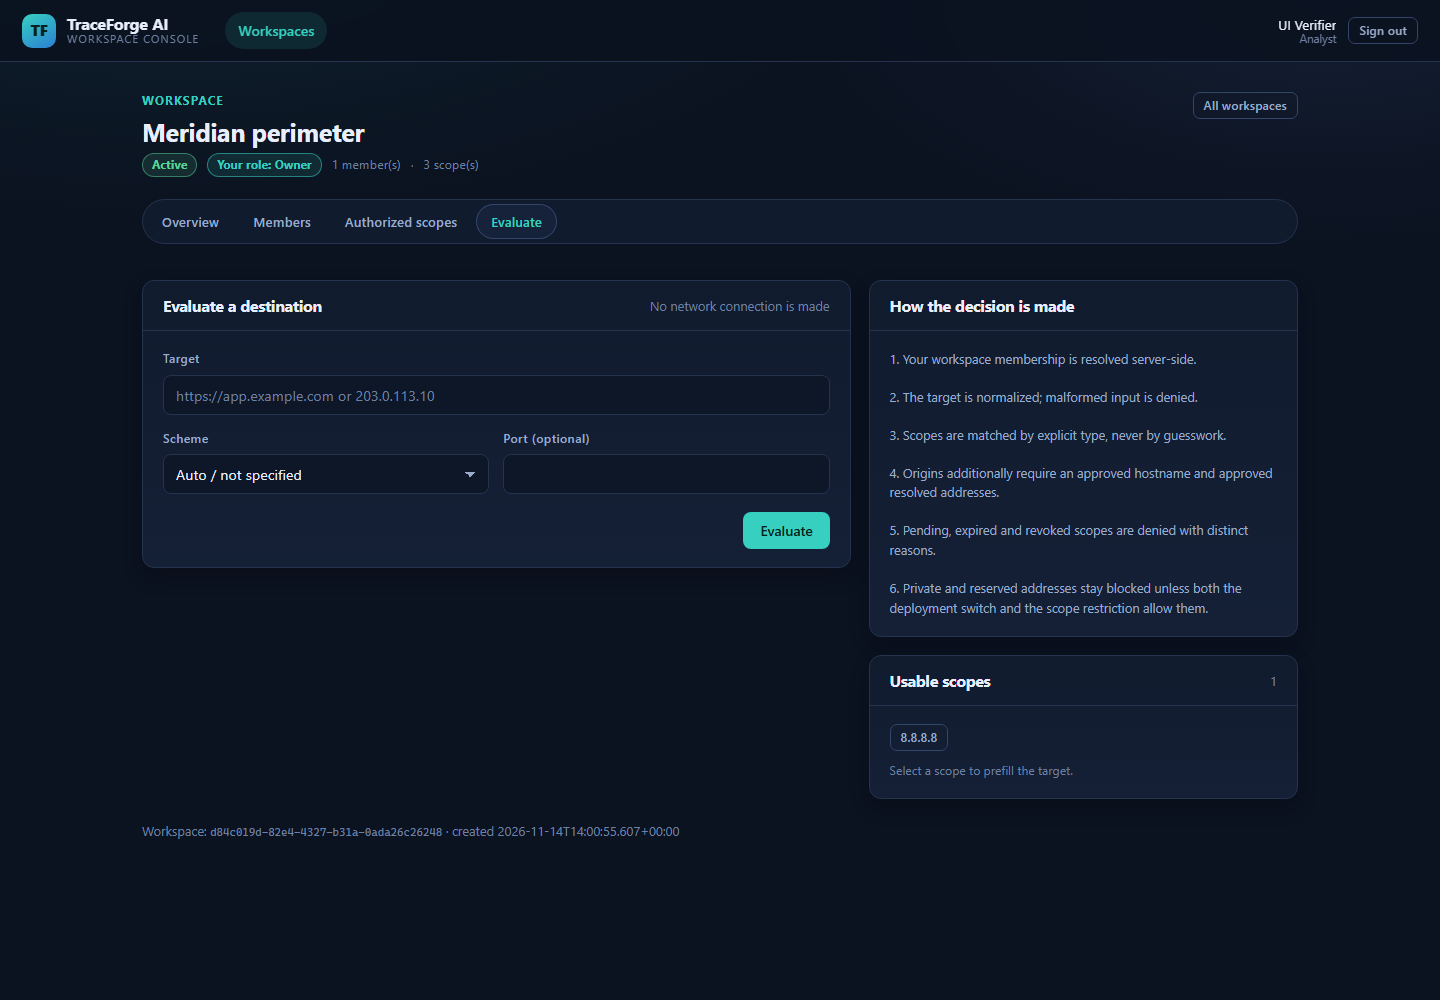 TF
TraceForge AI
WORKSPACE CONSOLE
Workspaces
UI Verifier
Analyst
Sign out
WORKSPACE
All workspaces
Meridian perimeter
Active
Your role: Owner
1 member(s) · 3 scope(s)
Overview
Members
Authorized scopes
Evaluate
Evaluate a destination
No network connection is made
Target
https://app.example.com or 203.0.113.10
Scheme
Port (optional)
Auto / not specified
Evaluate
How the decision is made
1. Your workspace membership is resolved server-side.
2. The target is normalized; malformed input is denied.
3. Scopes are matched by explicit type, never by guesswork.
4. Origins additionally require an approved hostname and approved
resolved addresses.
5. Pending, expired and revoked scopes are denied with distinct
reasons.
6. Private and reserved addresses stay blocked unless both the
deployment switch and the scope restriction allow them.
Usable scopes
1
8.8.8.8
Select a scope to prefill the target.
Workspace: d84c019d-82e4-4327-b31a-0ada26c26248 · created 2026-11-14T14:00:55.607+00:00